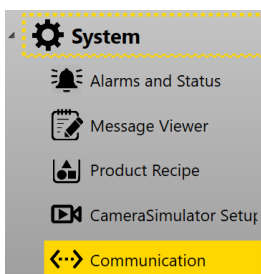 System
Alarms and Status
Message Viewer
Product Recipe
CameraSimulator Setup
Communication